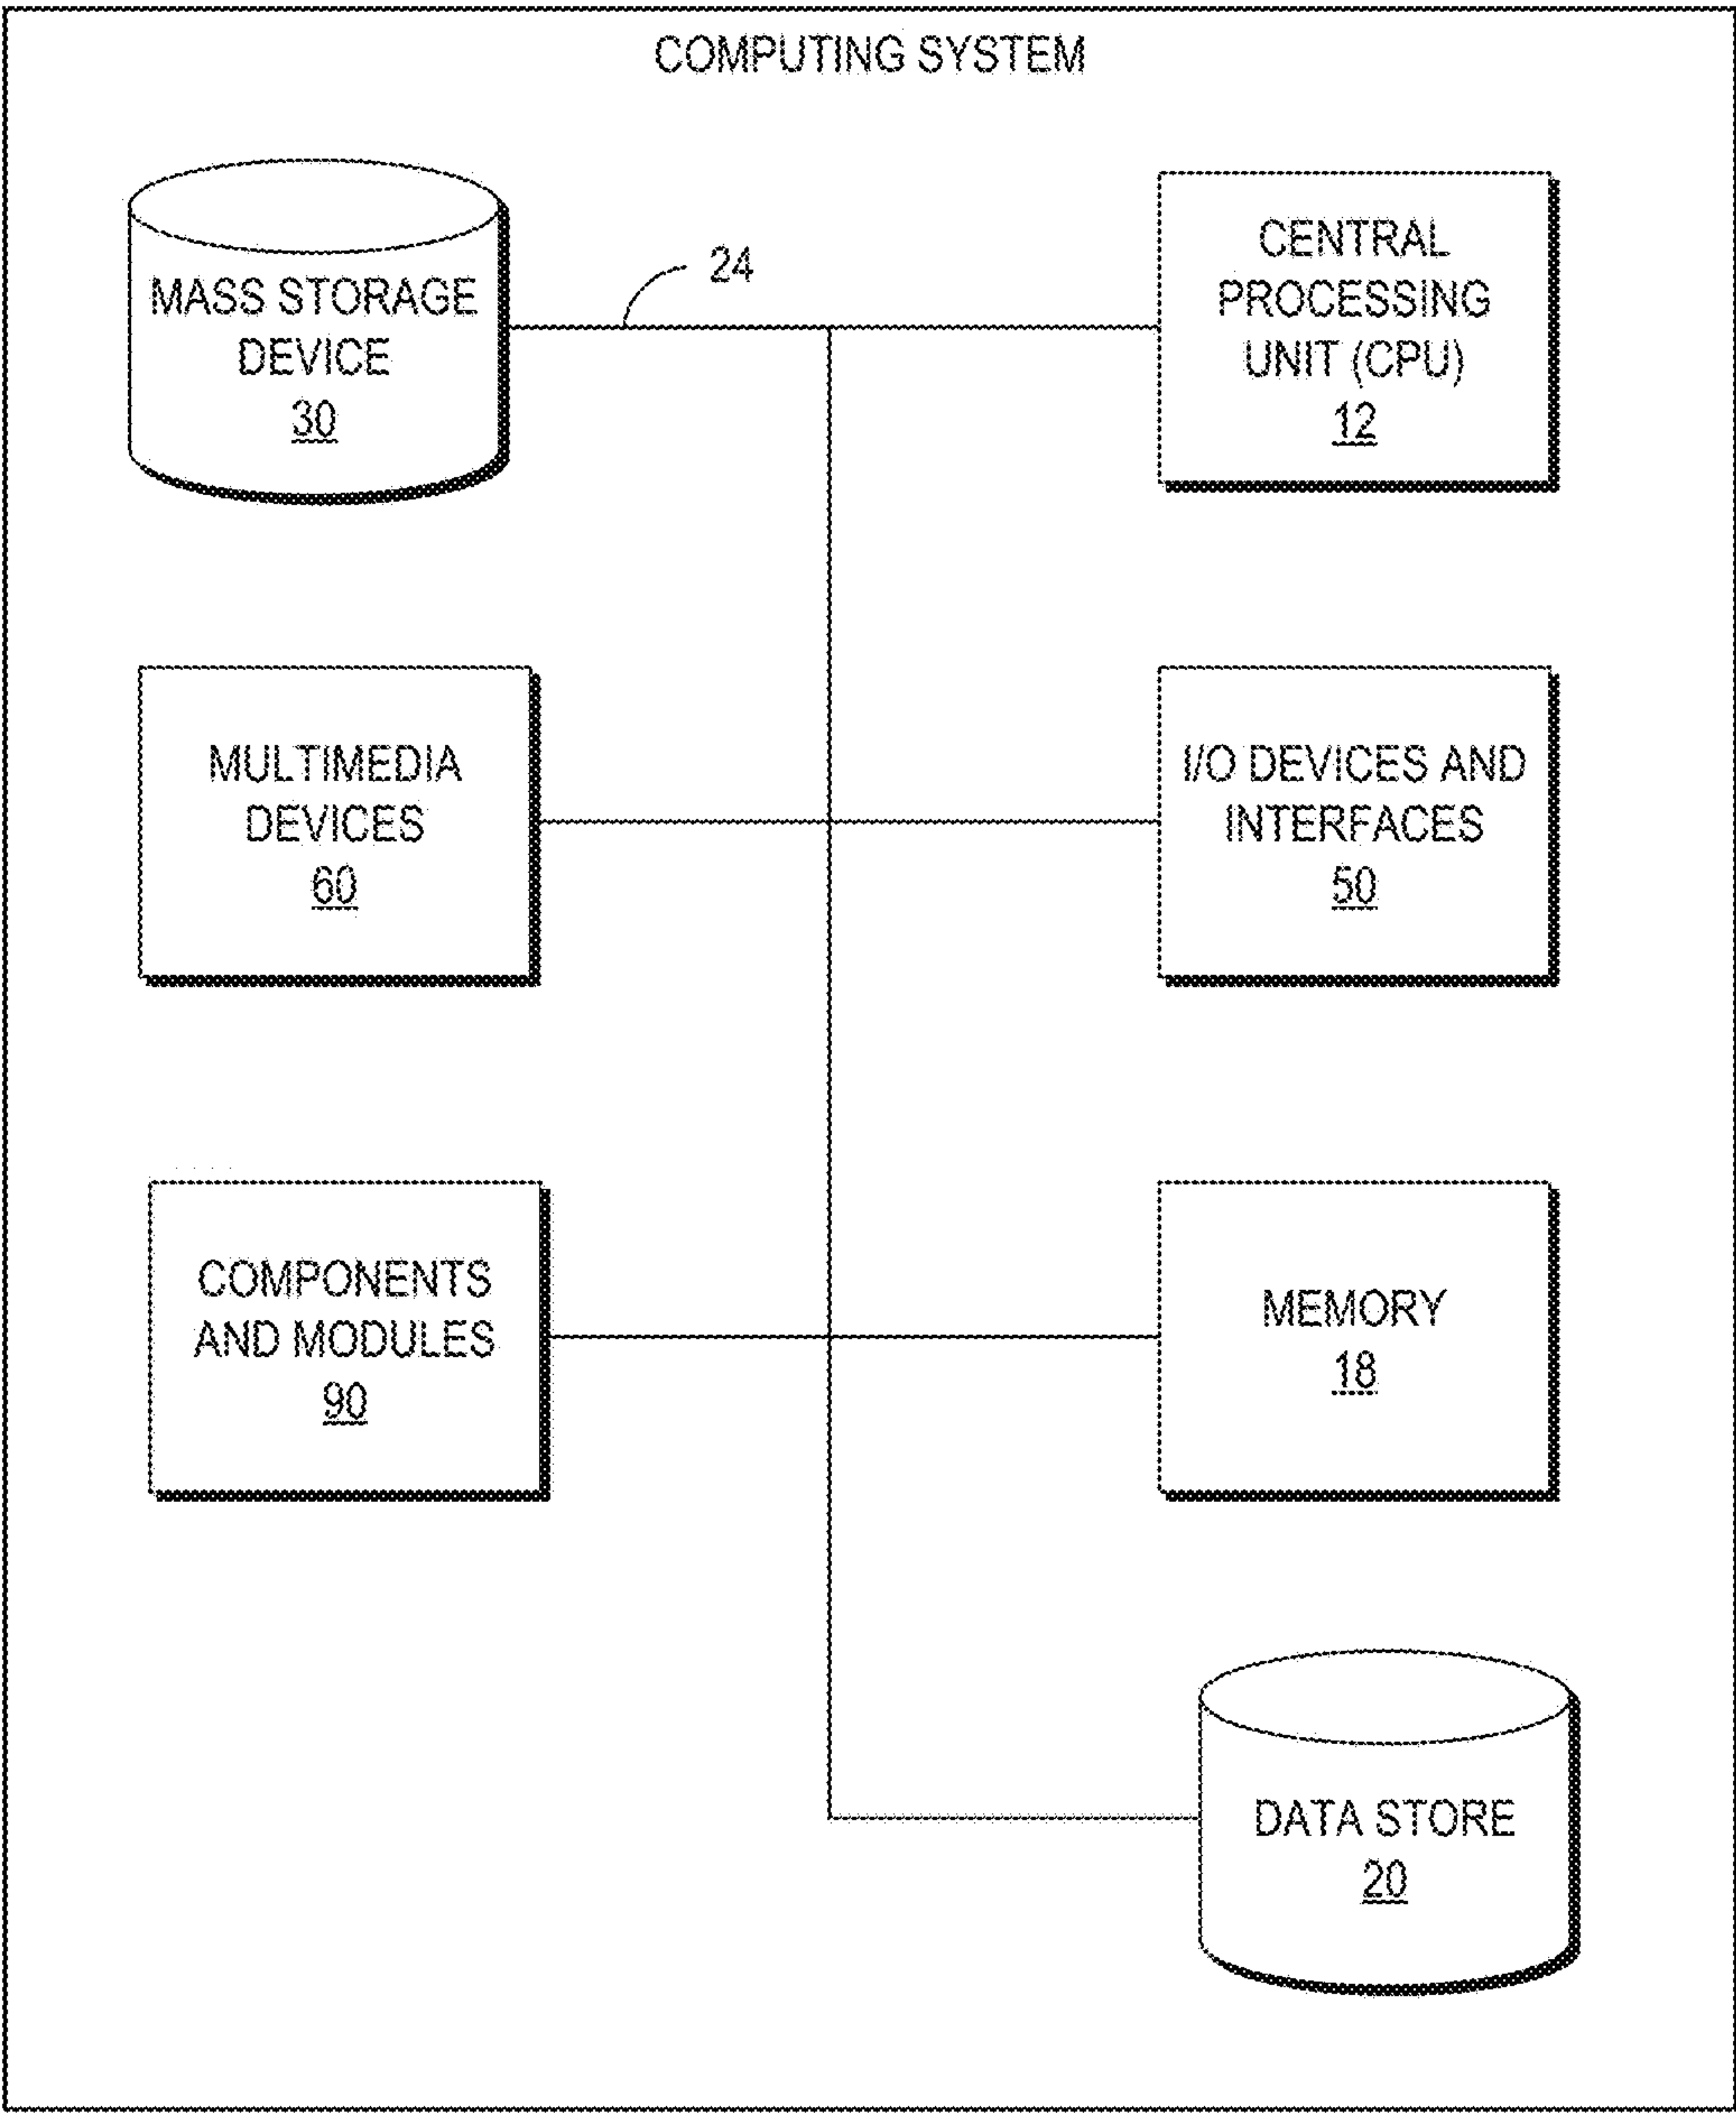 COMPUTING SYSTEM
MASS STORAGE
DEVICE
30
24
CENTRAL
PROCESSING
UNIT (CPU)
12
MULTIMEDIA
DEVICES
60
I/O DEVICES AND
INTERFACES
50
COMPONENTS
AND MODULES
90
MEMORY
18
DATA STORE
20